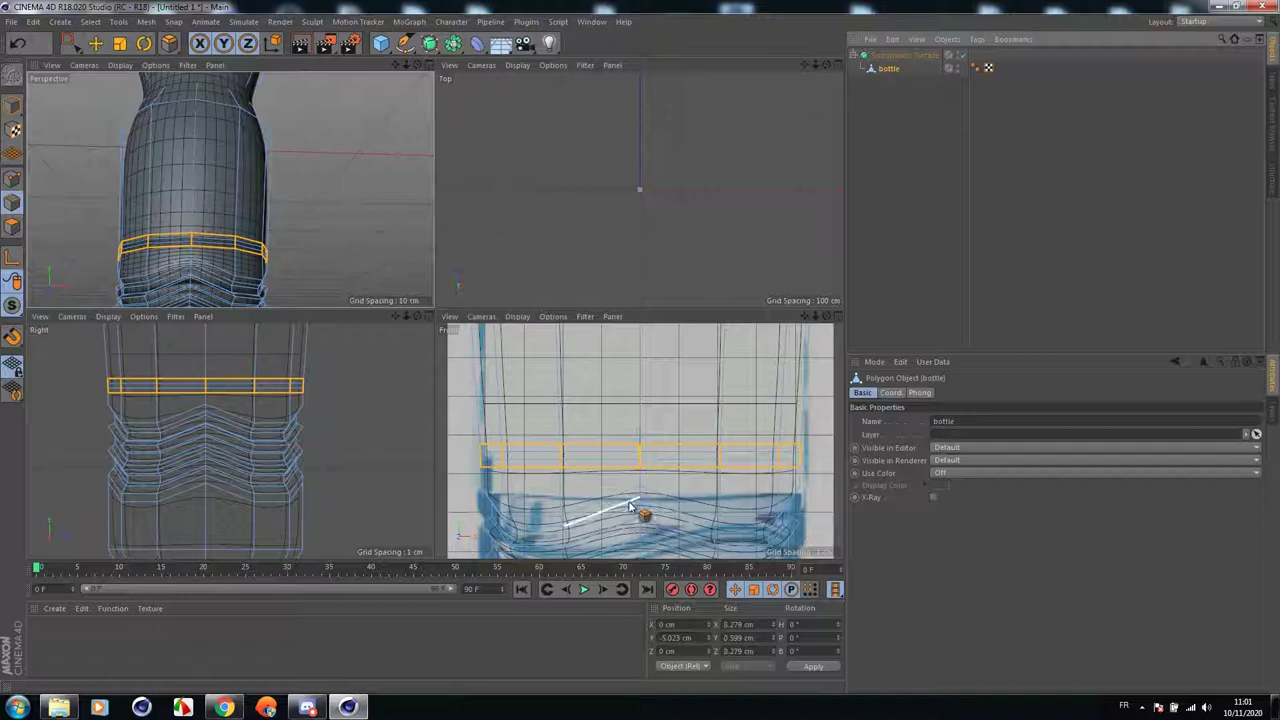 CINEMA 4D R18.020 Studio (RC - R18) - [Untitled 1 *] - Main
File Edit Create Select Tools Mesh Snap Animate Simulate Render Sculpt Motion Tracker MoGraph Character Pipeline Plugins Script Window Help
Layout: Startup
X Y Z
File Edit View Objects Tags Bookmarks
bottle
View Cameras Display Options Filter Panel
Perspective
Grid Spacing : 10 cm
View Cameras Display Options Filter Panel
Top
Grid Spacing : 100 cm
View Cameras Display Options Filter Panel
Right
Grid Spacing : 1 cm
View Cameras Display Options Filter Panel
Mode Edit User Data
Polygon Object [bottle]
Basic Coord. Phong
Basic Properties
Name bottle
Layer
Visible in Editor Default
Visible in Renderer Default
Use Color Off
Display Color
X-Ray
0 5 10 15 20 25 30 35 40 45 50 55 60 65 70 75 80 85 90 0 F
0 F 0 F 90 F 90 F
Create Edit Function Texture
Position Size Rotation
X 0 cm X 8.279 cm H 0 °
Y -5.023 cm Y 0.599 cm P 0 °
Z 0 cm Z 8.279 cm B 0 °
Object (Rel) Size Apply
MAXON CINEMA 4D
FR 11:01
10/11/2020